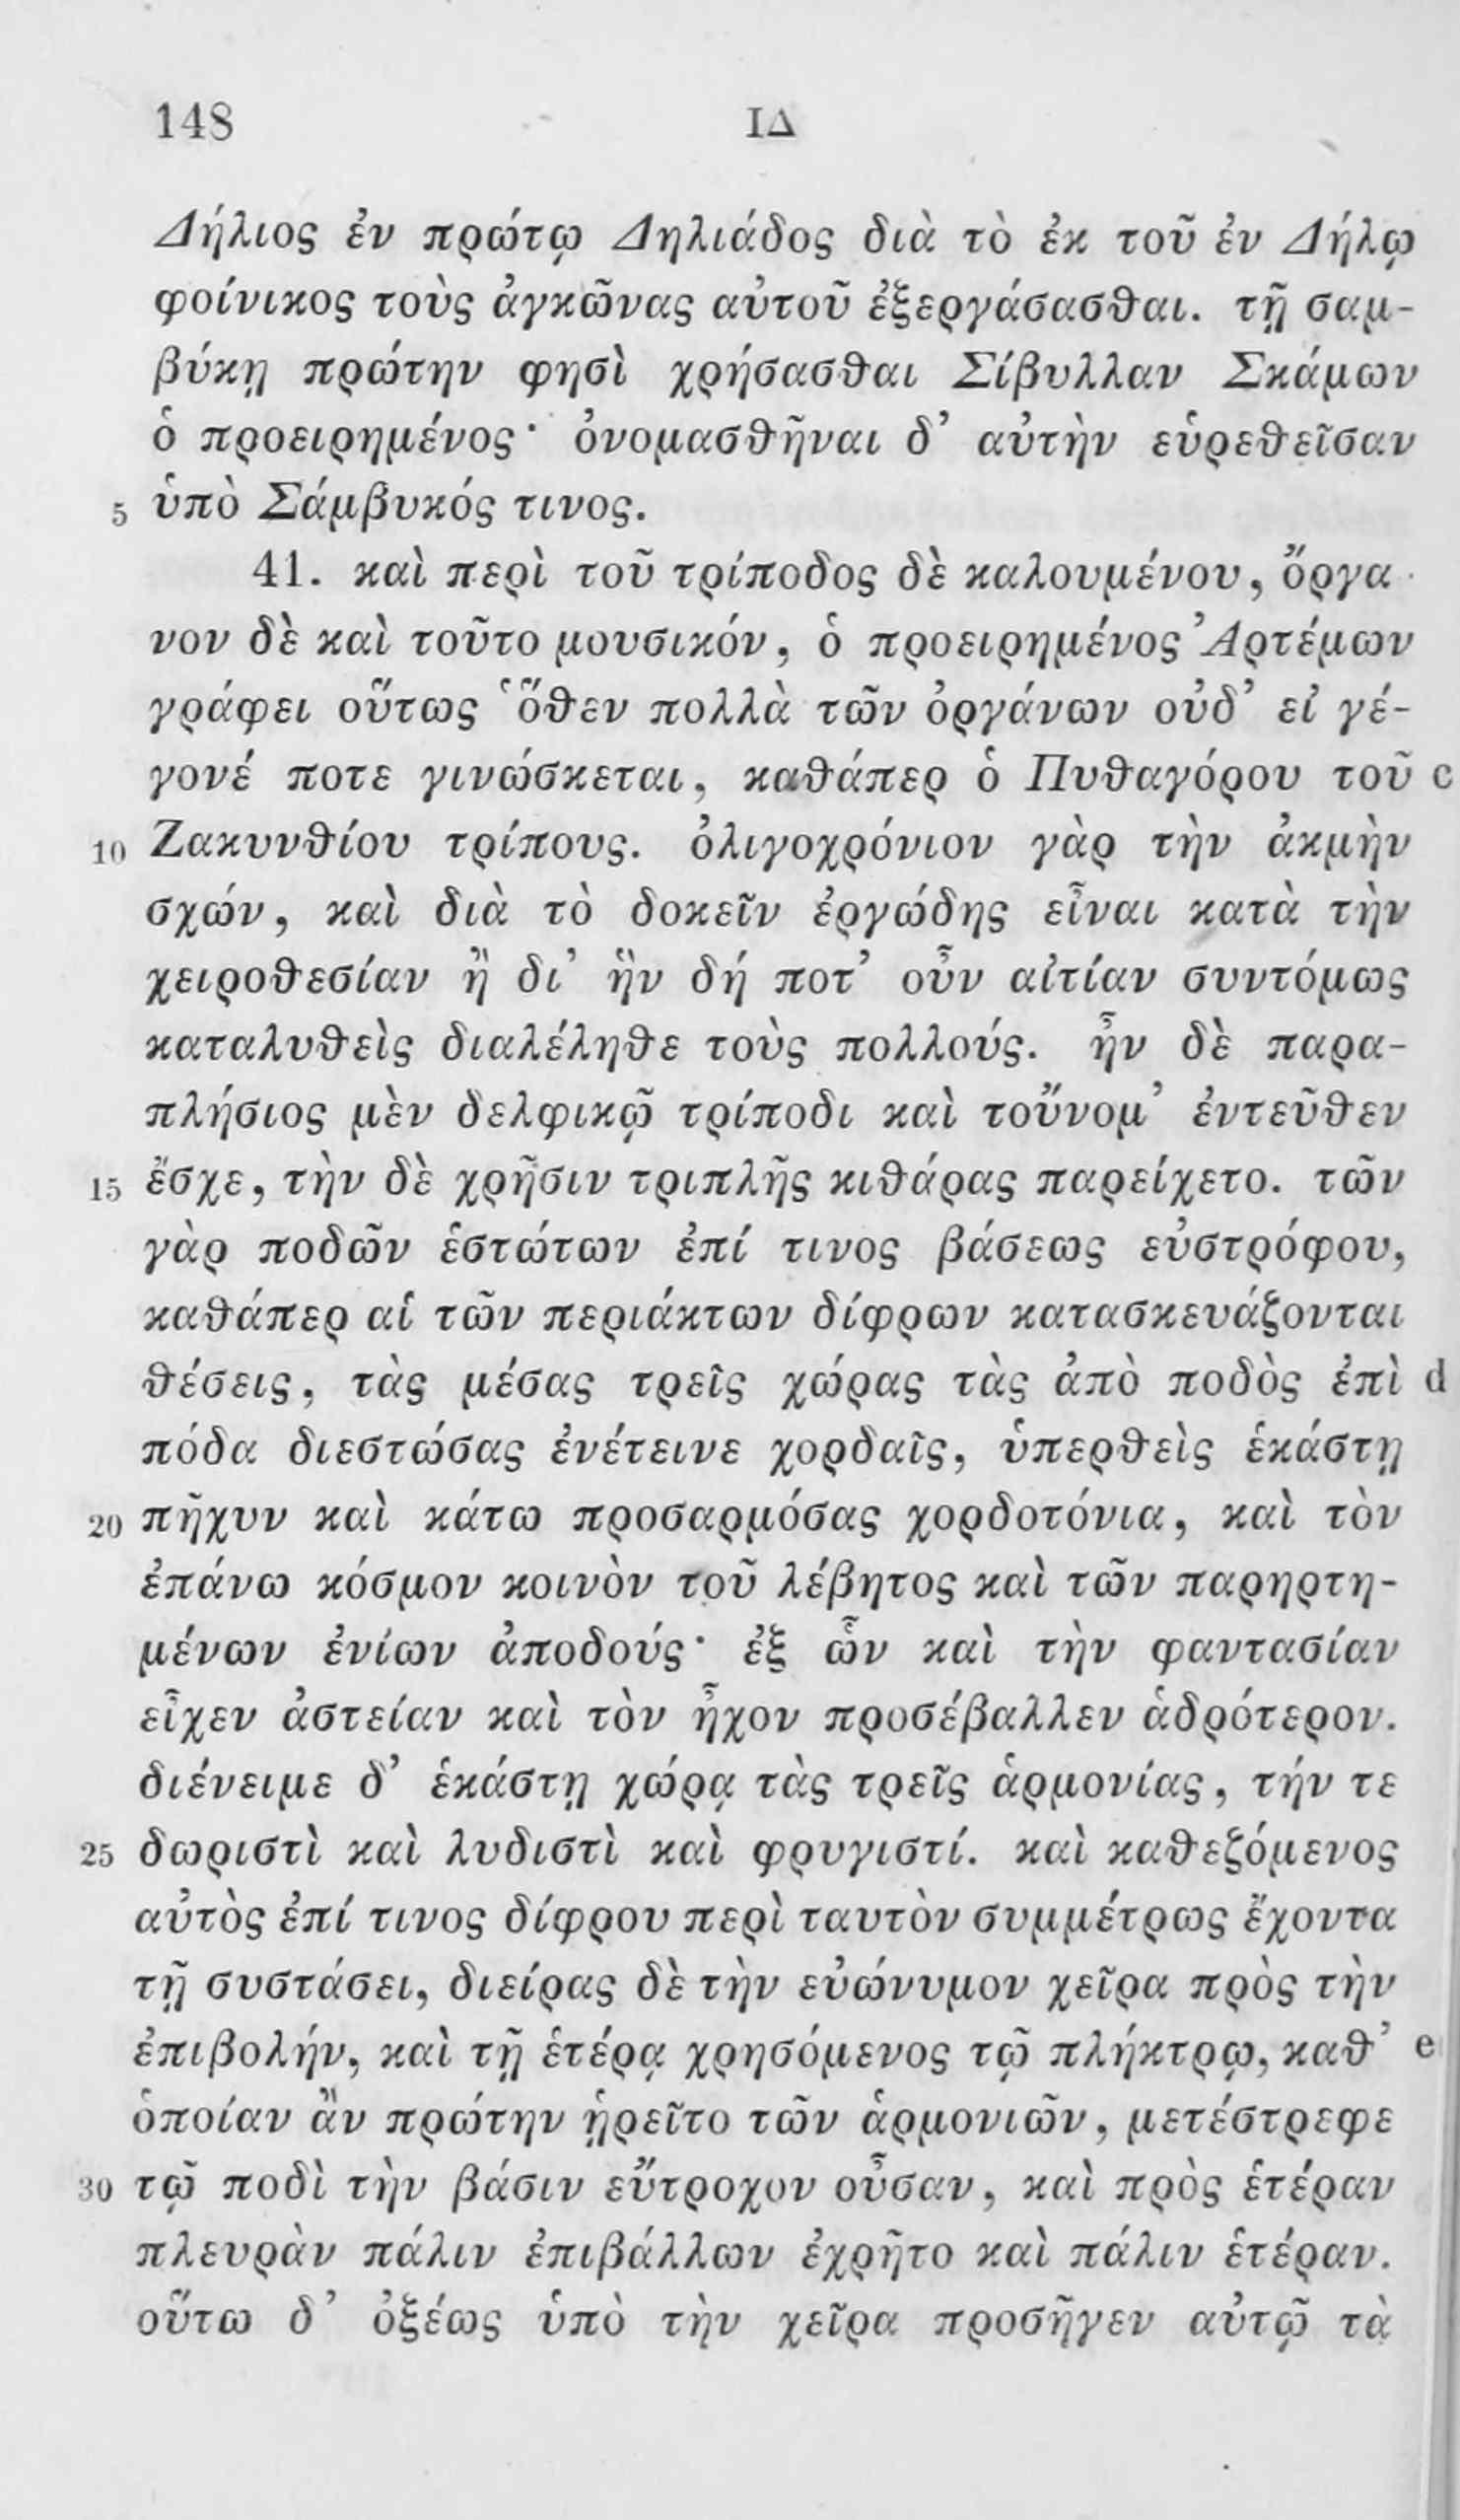 148 ΙΔ
Δήλιος ἐν πρώτῳ Δηλιάδος διὰ τὸ ἐκ τοῦ ἐν Δήλῳ
φοίνικος τοὺς ἀγκῶνας αὐτοῦ ἐξεργάσασθαι. τῇ σαμ-
βύκῃ πρώτην φησὶ χρήσασθαι Σίβυλλαν Σκάμων
ὁ προειρημένος· ὀνομασθῆναι δ’ αὐτὴν εὑρεθεῖσαν
5 ὑπὸ Σάμβυκός τινος.
41. καὶ περὶ τοῦ τρίποδος δὲ καλουμένου, ὄργα
νον δὲ καὶ τοῦτο μουσικόν, ὁ προειρημένος Ἀρτέμων
γράφει οὕτως ‘ὅθεν πολλὰ τῶν ὀργάνων οὐδ’ εἰ γέ-
γονέ ποτε γινώσκεται, καθάπερ ὁ Πυθαγόρου τοῦ c
10 Ζακυνθίου τρίπους. ὀλιγοχρόνιον γὰρ τὴν ἀκμὴν
σχών, καὶ διὰ τὸ δοκεῖν ἐργώδης εἶναι κατὰ τὴν
χειροθεσίαν ἢ δι’ ἣν δή ποτ’ οὖν αἰτίαν συντόμως
καταλυθεὶς διαλέληθε τοὺς πολλούς. ἦν δὲ παρα-
πλήσιος μὲν δελφικῷ τρίποδι καὶ τοὔνομ’ ἐντεῦθεν
15 ἔσχε, τὴν δὲ χρῆσιν τριπλῆς κιθάρας παρείχετο. τῶν
γὰρ ποδῶν ἑστώτων ἐπί τινος βάσεως εὐστρόφου,
καθάπερ αἱ τῶν περιάκτων δίφρων κατασκευάζονται
θέσεις, τὰς μέσας τρεῖς χώρας τὰς ἀπὸ ποδὸς ἐπὶ d
πόδα διεστώσας ἐνέτεινε χορδαῖς, ὑπερθεὶς ἑκάστῃ
20 πῆχυν καὶ κάτω προσαρμόσας χορδοτόνια, καὶ τὸν
ἐπάνω κόσμον κοινὸν τοῦ λέβητος καὶ τῶν παρηρτη-
μένων ἐνίων ἀποδούς· ἐξ ὧν καὶ τὴν φαντασίαν
εἶχεν ἀστείαν καὶ τὸν ἦχον προσέβαλλεν ἁδρότερον.
διένειμε δ’ ἑκάστῃ χώρᾳ τὰς τρεῖς ἁρμονίας, τήν τε
25 δωριστὶ καὶ λυδιστὶ καὶ φρυγιστί. καὶ καθεζόμενος
αὐτὸς ἐπί τινος δίφρου περὶ ταυτὸν συμμέτρως ἔχοντα
τῇ συστάσει, διείρας δὲ τὴν εὐώνυμον χεῖρα πρὸς τὴν
ἐπιβολήν, καὶ τῇ ἑτέρᾳ χρησόμενος τῷ πλήκτρῳ, καθ’ e
ὁποίαν ἂν πρώτην ᾑρεῖτο τῶν ἁρμονιῶν, μετέστρεφε
30 τῷ ποδὶ τὴν βάσιν εὔτροχον οὖσαν, καὶ πρὸς ἑτέραν
πλευρὰν πάλιν ἐπιβάλλων ἐχρῆτο καὶ πάλιν ἑτέραν.
οὕτω δ’ ὀξέως ὑπὸ τὴν χεῖρα προσῆγεν αὐτῷ τὰ